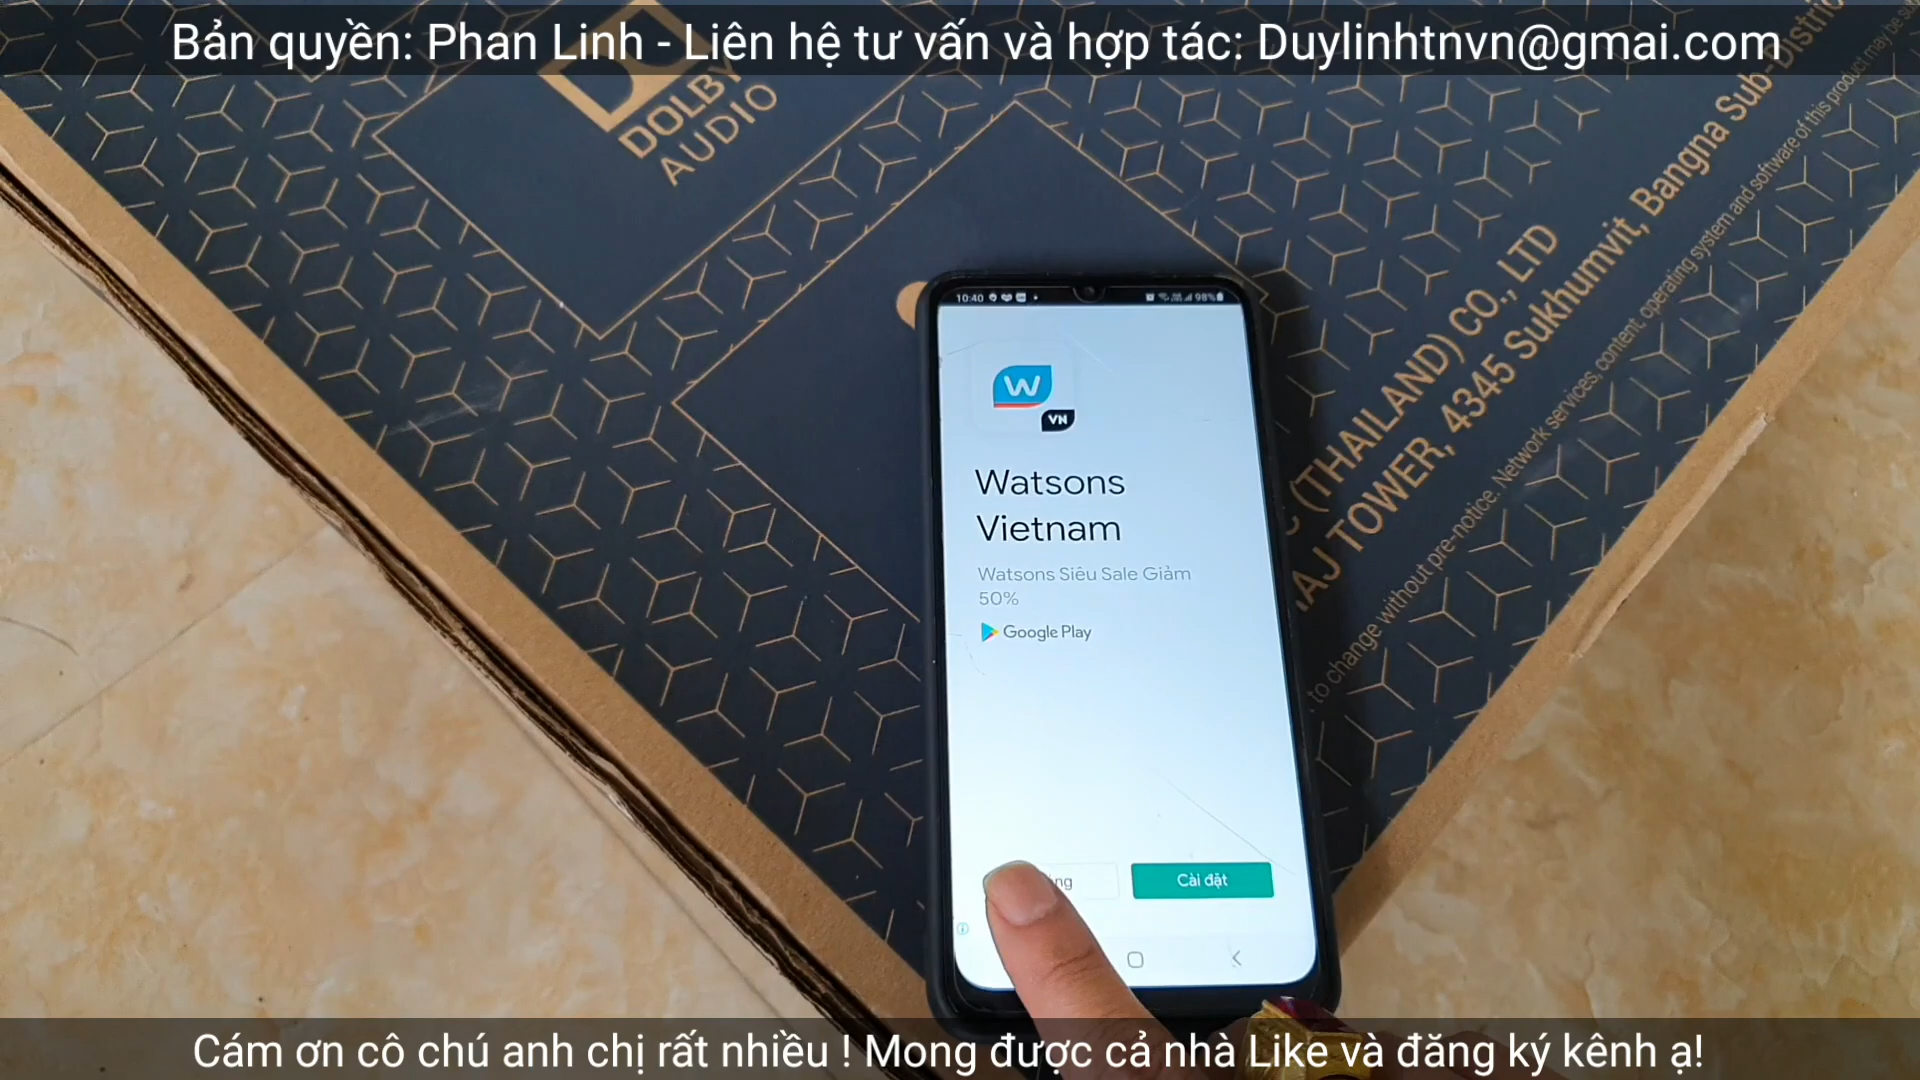 Bản quyền: Phan Linh - Liên hệ tư vấn và hợp tác: Duylinhtnvn@gmai.com
DOLBY
AUDIO
(THAILAND) CO., LTD
TOWER, 4345 Sukhumvit, Bangna Sub-Distric
to change without pre-notice. Network services, content, operating system and software of this product may be
10:40
98%
W
VN
Watsons
Vietnam
Watsons Siêu Sale Giảm
50%
Google Play
Cài đặt
Cám ơn cô chú anh chị rất nhiều ! Mong được cả nhà Like và đăng ký kênh ạ!